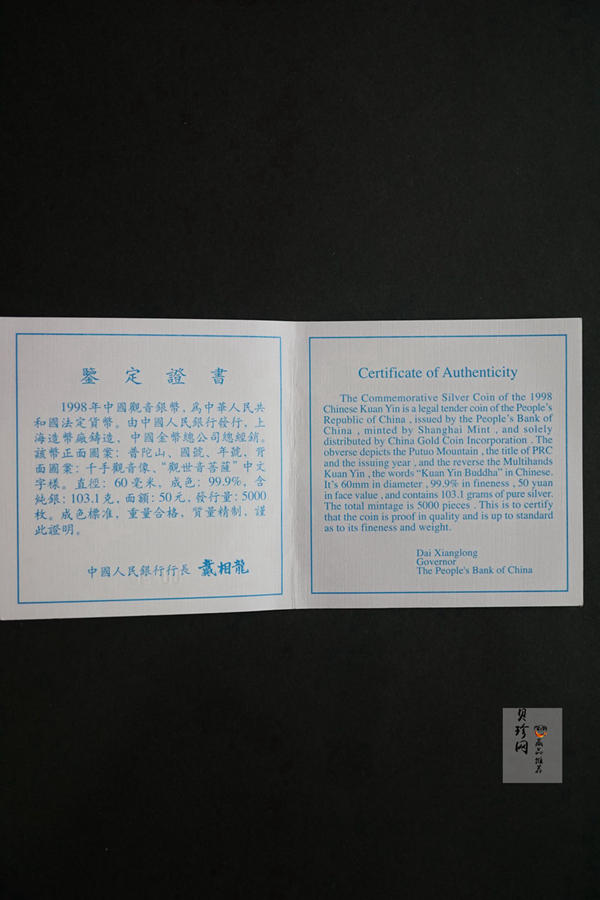 鑒定證書
1998年中國觀音銀幣，爲中華人民共
和國法定貨幣。由中國人民銀行發行，上
海造幣廠鑄造，中國金幣總公司總經銷。
該幣正面圖案：普陀山、國號、年號，背
面圖案：千手觀音像、“觀世音菩薩”中文
字樣。直徑：60毫米，成色：99.9%，含
純銀：103.1克，面額：50元，發行量：5000
枚。成色標准，重量合格，質量精制，謹
此證明。
中國人民銀行行長 戴相龍
Certificate of Authenticity
The Commemorative Silver Coin of the 1998
Chinese Kuan Yin is a legal tender coin of the People's
Republic of China , issued by the People's Bank of
China , minted by Shanghai Mint , and solely
distributed by China Gold Coin Incorporation . The
obverse depicts the Putuo Mountain , the title of PRC
and the issuing year , and the reverse the Multihands
Kuan Yin , the words "Kuan Yin Buddha" in Chinese.
It's 60mm in diameter , 99.9% in fineness , 50 yuan
in face value , and contains 103.1 grams of pure silver.
The total mintage is 5000 pieces . This is to certify
that the coin is proof in quality and is up to standard
as to its fineness and weight.
Dai Xianglong
Governor
The People's Bank of China
貝珍网
藏品推荐